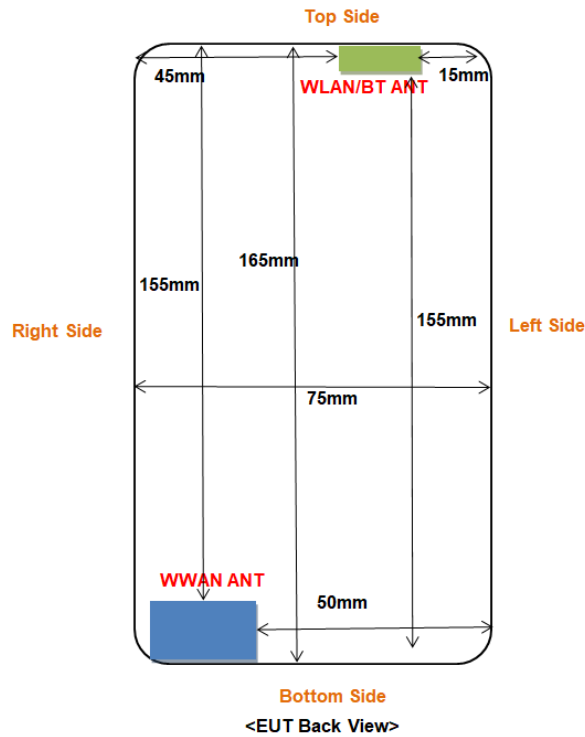 Top Side
45mm
15mm
WLAN/BT ANT
165mm
155mm
155mm
Right Side
Left Side
75mm
WWAN ANT
50mm
Bottom Side
<EUT Back View>